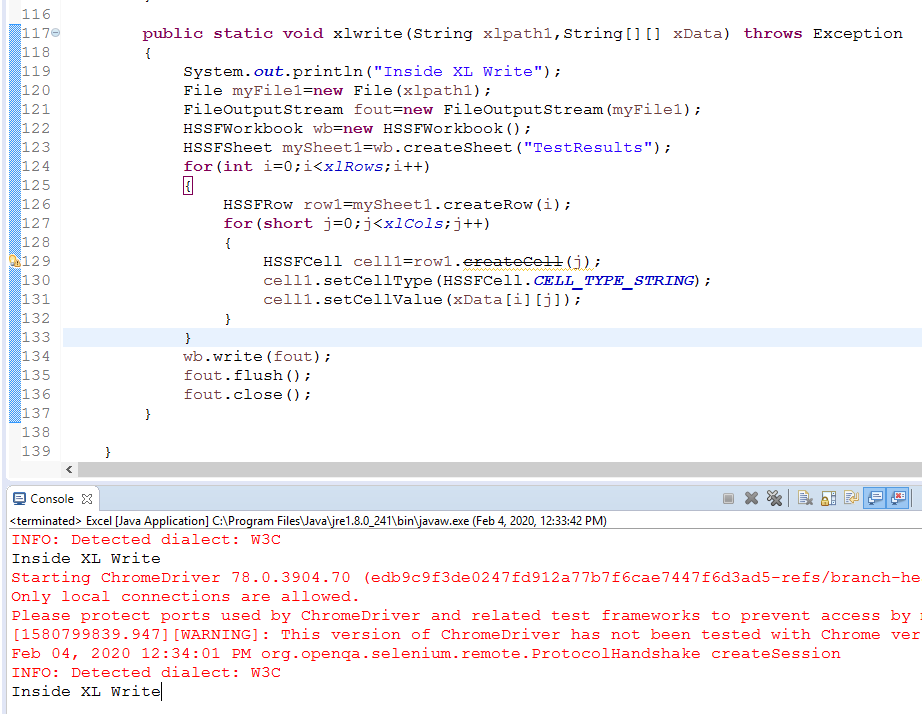 116
117 public static void xlwrite(String xlpath1,String[][] xData) throws Exception
118 {
119 System.out.println("Inside XL Write");
120 File myFile1=new File(xlpath1);
121 FileOutputStream fout=new FileOutputStream(myFile1);
122 HSSFWorkbook wb=new HSSFWorkbook();
123 HSSFSheet mySheet1=wb.createSheet("TestResults");
124 for(int i=0;i<xlRows;i++)
125 {
126 HSSFRow row1=mySheet1.createRow(i);
127 for(short j=0;j<xlCols;j++)
128 {
129 HSSFCell cell1=row1.createCell(j);
130 cell1.setCellType(HSSFCell.CELL_TYPE_STRING);
131 cell1.setCellValue(xData[i][j]);
132 }
133 }
134 wb.write(fout);
135 fout.flush();
136 fout.close();
137 }
138
139 }
Console
<terminated> Excel [Java Application] C:\Program Files\Java\jre1.8.0_241\bin\javaw.exe (Feb 4, 2020, 12:33:42 PM)
INFO: Detected dialect: W3C
Inside XL Write
Starting ChromeDriver 78.0.3904.70 (edb9c9f3de0247fd912a77b7f6cae7447f6d3ad5-refs/branch-he
Only local connections are allowed.
Please protect ports used by ChromeDriver and related test frameworks to prevent access by
[1580799839.947][WARNING]: This version of ChromeDriver has not been tested with Chrome ver
Feb 04, 2020 12:34:01 PM org.openqa.selenium.remote.ProtocolHandshake createSession
INFO: Detected dialect: W3C
Inside XL Write